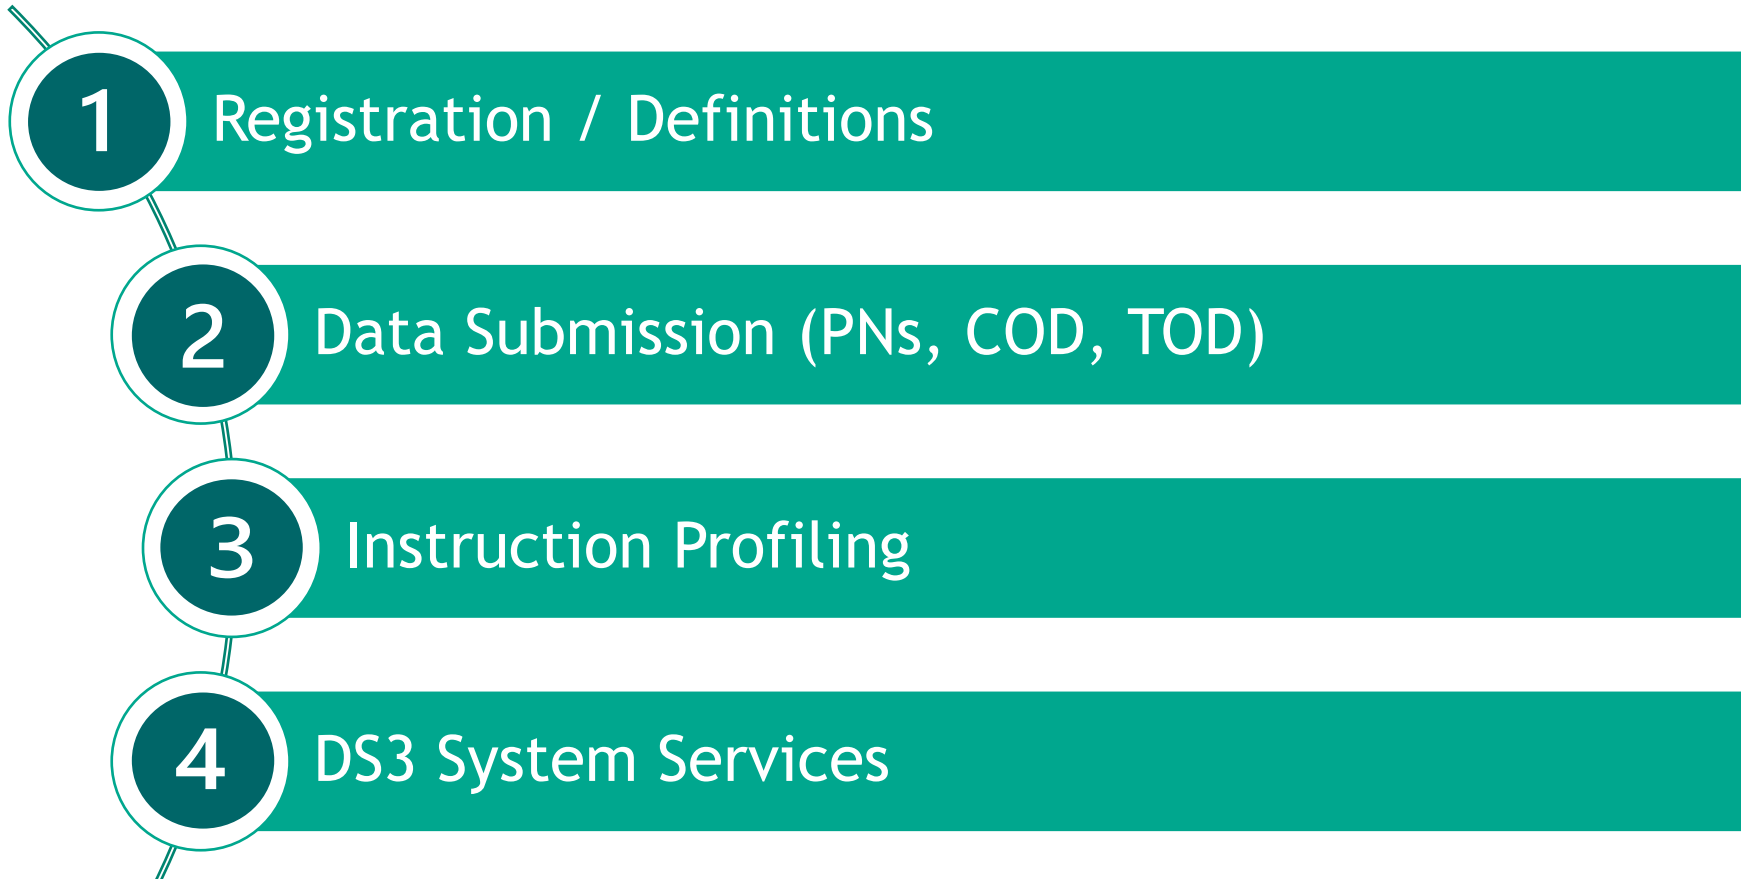 1
Registration / Definitions
2
Data Submission (PNs, COD, TOD)
3
Instruction Profiling
4
DS3 System Services